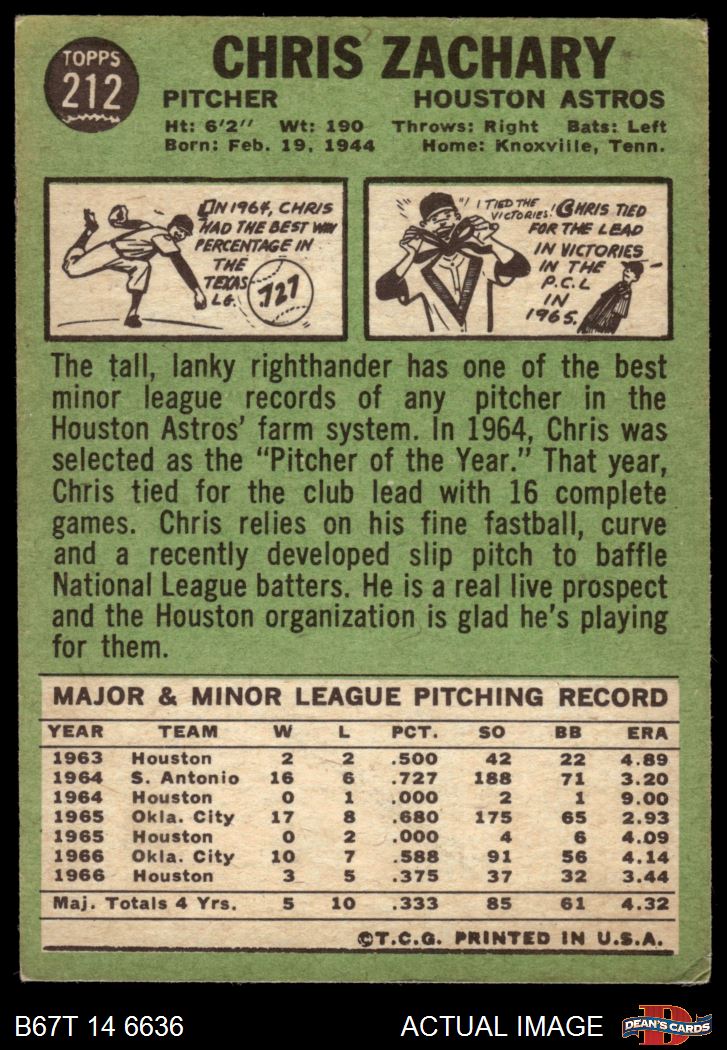 TOPPS
212
CHRIS ZACHARY
PITCHER HOUSTON ASTROS
Ht: 6'2" Wt: 190 Throws: Right Bats: Left
Born: Feb. 19, 1944 Home: Knoxville, Tenn.
IN 1964, CHRIS
HAD THE BEST WIN
PERCENTAGE IN
THE
TEXAS
LG.
.727
"I TIED THE
VICTORIES!
CHRIS TIED
FOR THE LEAD
IN VICTORIES
IN THE
P.C.L
IN
1965.
The tall, lanky righthander has one of the best
minor league records of any pitcher in the
Houston Astros' farm system. In 1964, Chris was
selected as the "Pitcher of the Year." That year,
Chris tied for the club lead with 16 complete
games. Chris relies on his fine fastball, curve
and a recently developed slip pitch to baffle
National League batters. He is a real live prospect
and the Houston organization is glad he's playing
for them.
MAJOR & MINOR LEAGUE PITCHING RECORD
YEAR TEAM W L PCT. SO BB ERA
1963 Houston 2 2 .500 42 22 4.89
1964 S. Antonio 16 6 .727 188 71 3.20
1964 Houston 0 1 .000 2 1 9.00
1965 Okla. City 17 8 .680 175 65 2.93
1965 Houston 0 2 .000 4 6 4.09
1966 Okla. City 10 7 .588 91 56 4.14
1966 Houston 3 5 .375 37 32 3.44
Maj. Totals 4 Yrs. 5 10 .333 85 61 4.32
©T.C.G. PRINTED IN U.S.A.
B67T 14 6636 ACTUAL IMAGE
D
DEAN'S CARDS